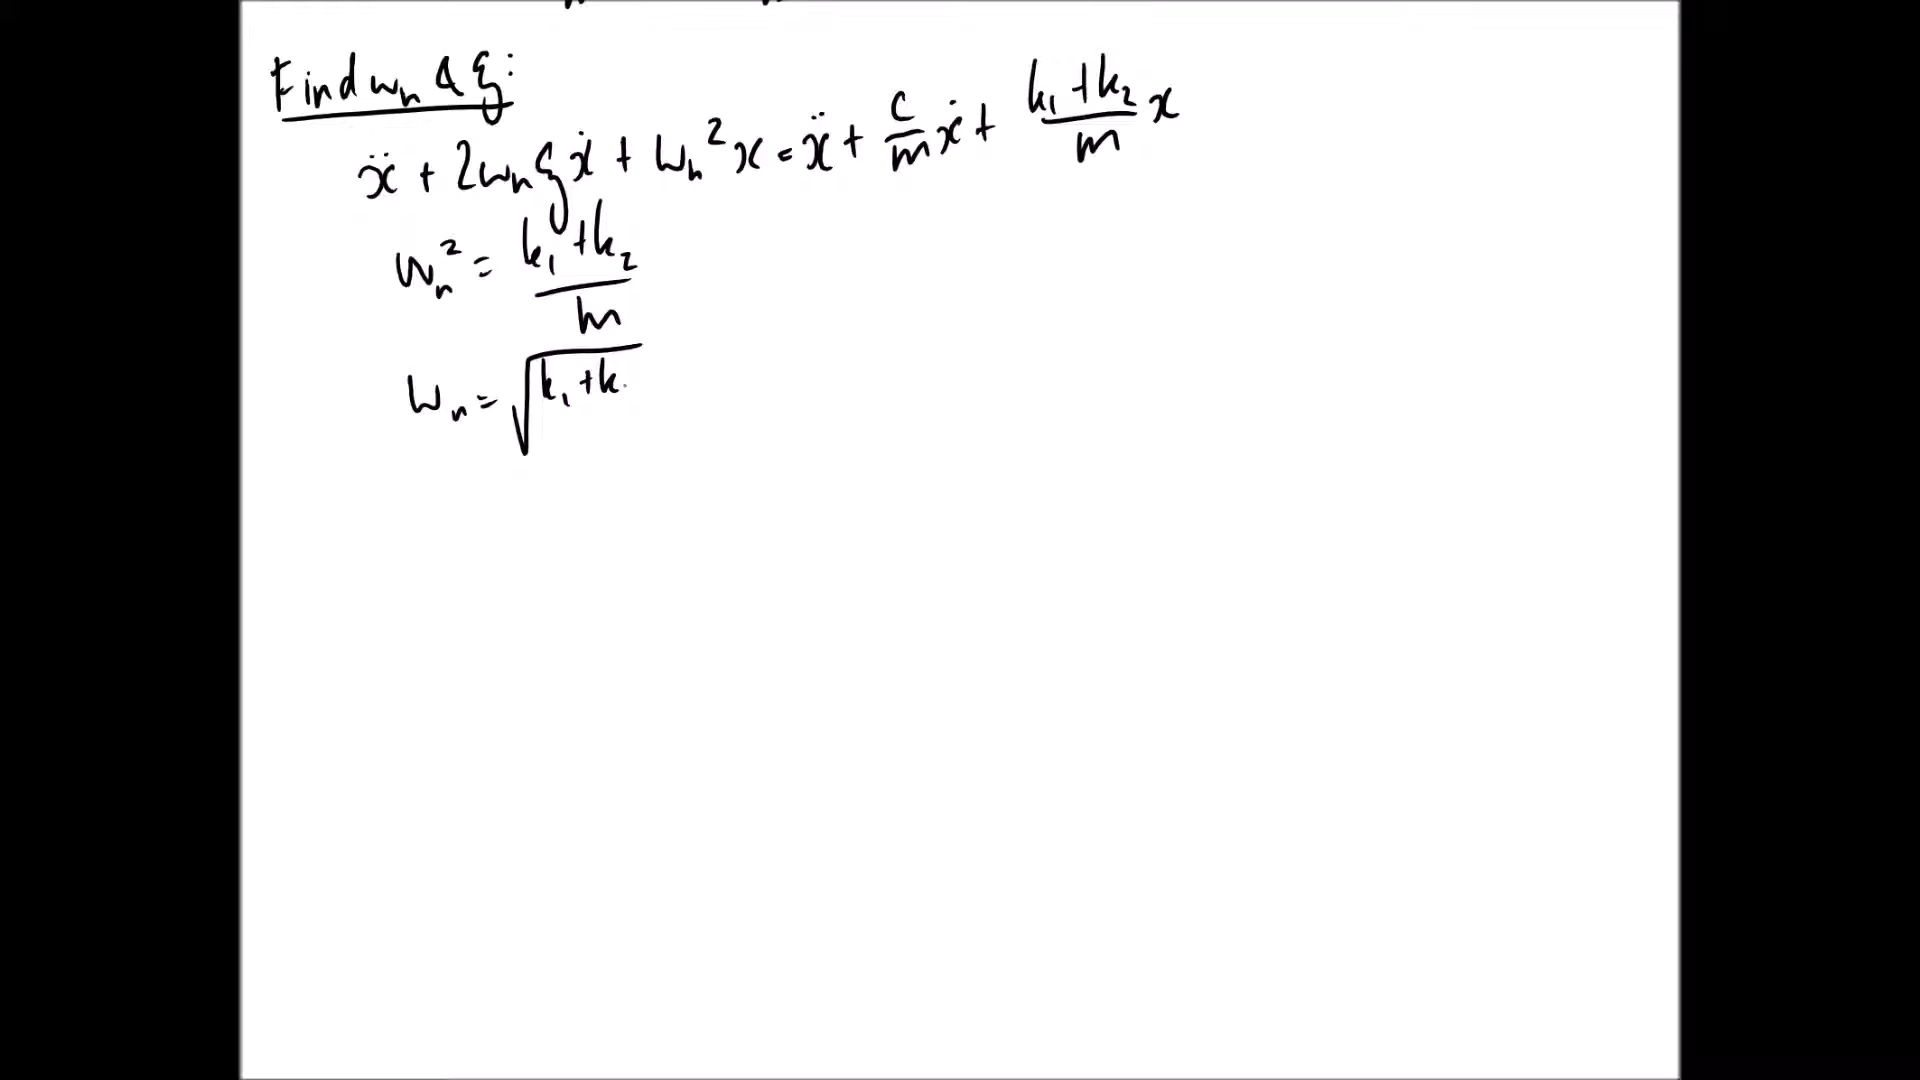 Find ωn & ξ:
ẍ + 2ωnξẋ + ωn²x = ẍ + c/m ẋ + k₁+k₂/m x
ωn² = k₁+k₂/m
ωn = √k₁+k